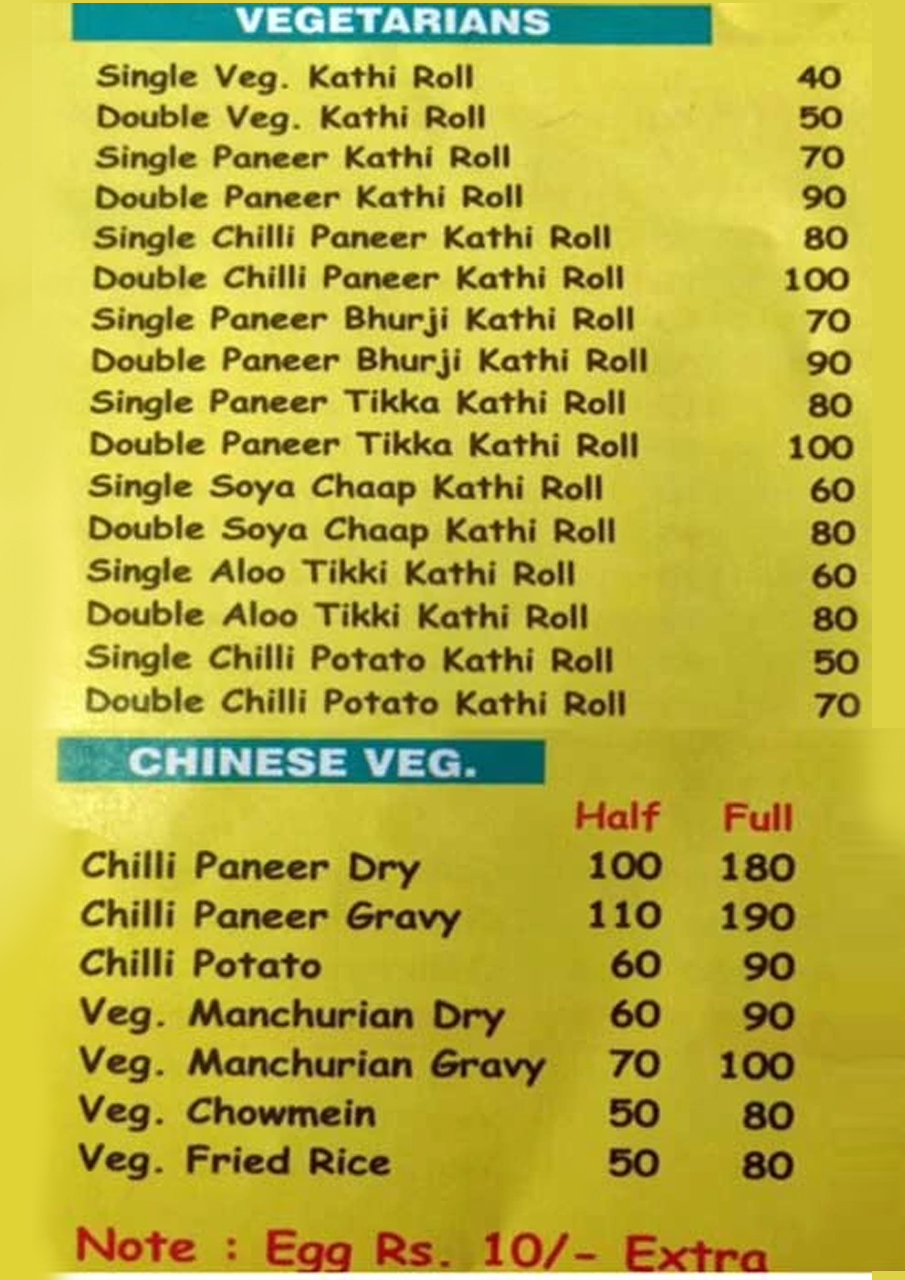 VEGETARIANS
Single Veg. Kathi Roll 40
Double Veg. Kathi Roll 50
Single Paneer Kathi Roll 70
Double Paneer Kathi Roll 90
Single Chilli Paneer Kathi Roll 80
Double Chilli Paneer Kathi Roll 100
Single Paneer Bhurji Kathi Roll 70
Double Paneer Bhurji Kathi Roll 90
Single Paneer Tikka Kathi Roll 80
Double Paneer Tikka Kathi Roll 100
Single Soya Chaap Kathi Roll 60
Double Soya Chaap Kathi Roll 80
Single Aloo Tikki Kathi Roll 60
Double Aloo Tikki Kathi Roll 80
Single Chilli Potato Kathi Roll 50
Double Chilli Potato Kathi Roll 70
CHINESE VEG.
Half Full
Chilli Paneer Dry 100 180
Chilli Paneer Gravy 110 190
Chilli Potato 60 90
Veg. Manchurian Dry 60 90
Veg. Manchurian Gravy 70 100
Veg. Chowmein 50 80
Veg. Fried Rice 50 80
Note : Egg Rs. 10/- Extra